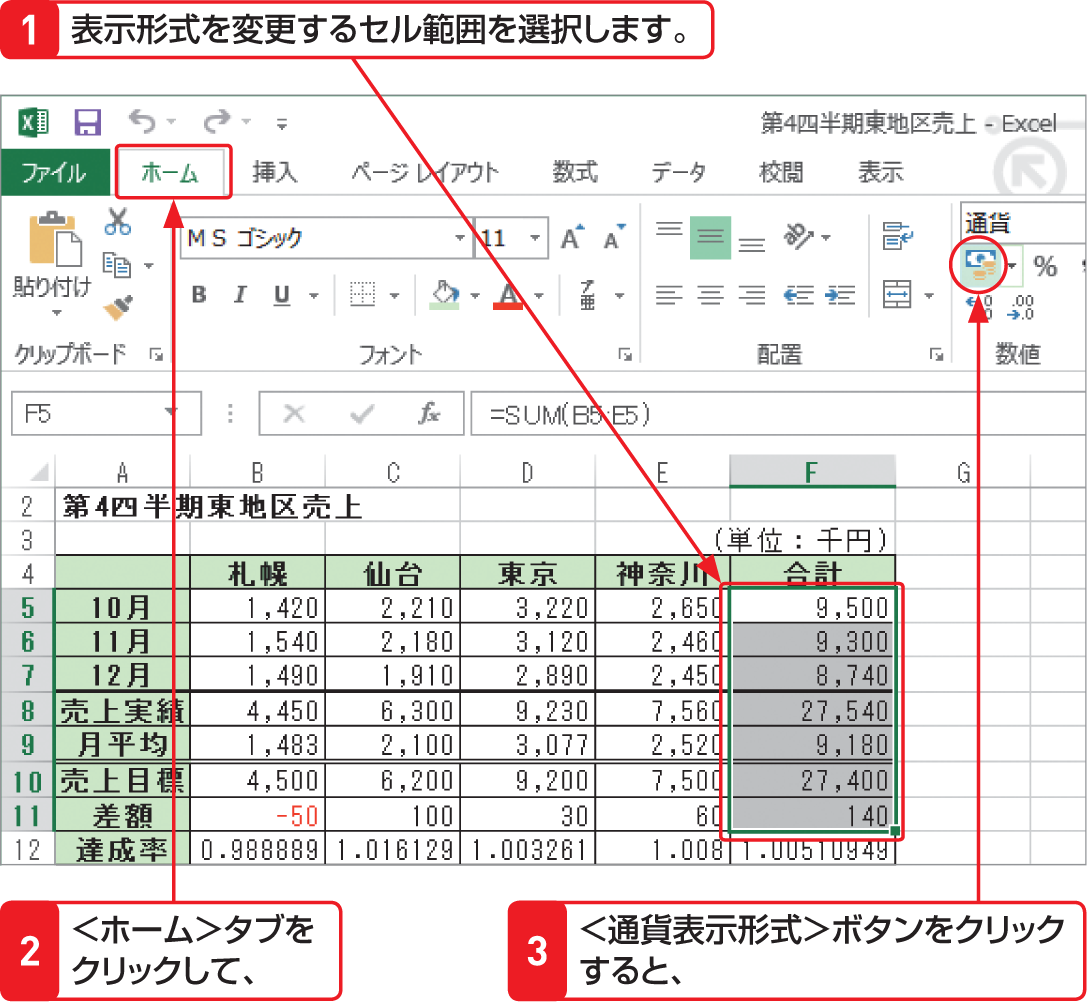 1 表示形式を変更するセル範囲を選択します。
第4四半期東地区売上 - Excel
ファイル ホーム 挿入 ページ レイアウト 数式 データ 校閲 表示
ＭＳ ゴシック 11 A A 通貨
貼り付け B I U A 亜 %
クリップボード フォント 配置 数値
F5 fx =SUM(B5:E5)
A B C D E F G
2 第4四半期東地区売上
3 (単位：千円)
4 札幌 仙台 東京 神奈川 合計
5 10月 1,420 2,210 3,220 2,650 9,500
6 11月 1,540 2,180 3,120 2,460 9,300
7 12月 1,490 1,910 2,890 2,450 8,740
8 売上実績 4,450 6,300 9,230 7,560 27,540
9 月平均 1,483 2,100 3,077 2,520 9,180
10 売上目標 4,500 6,200 9,200 7,500 27,400
11 差額 -50 100 30 60 140
12 達成率 0.988889 1.016129 1.003261 1.008 1.00510949
2 <ホーム>タブを
クリックして、
3 <通貨表示形式>ボタンをクリック
すると、